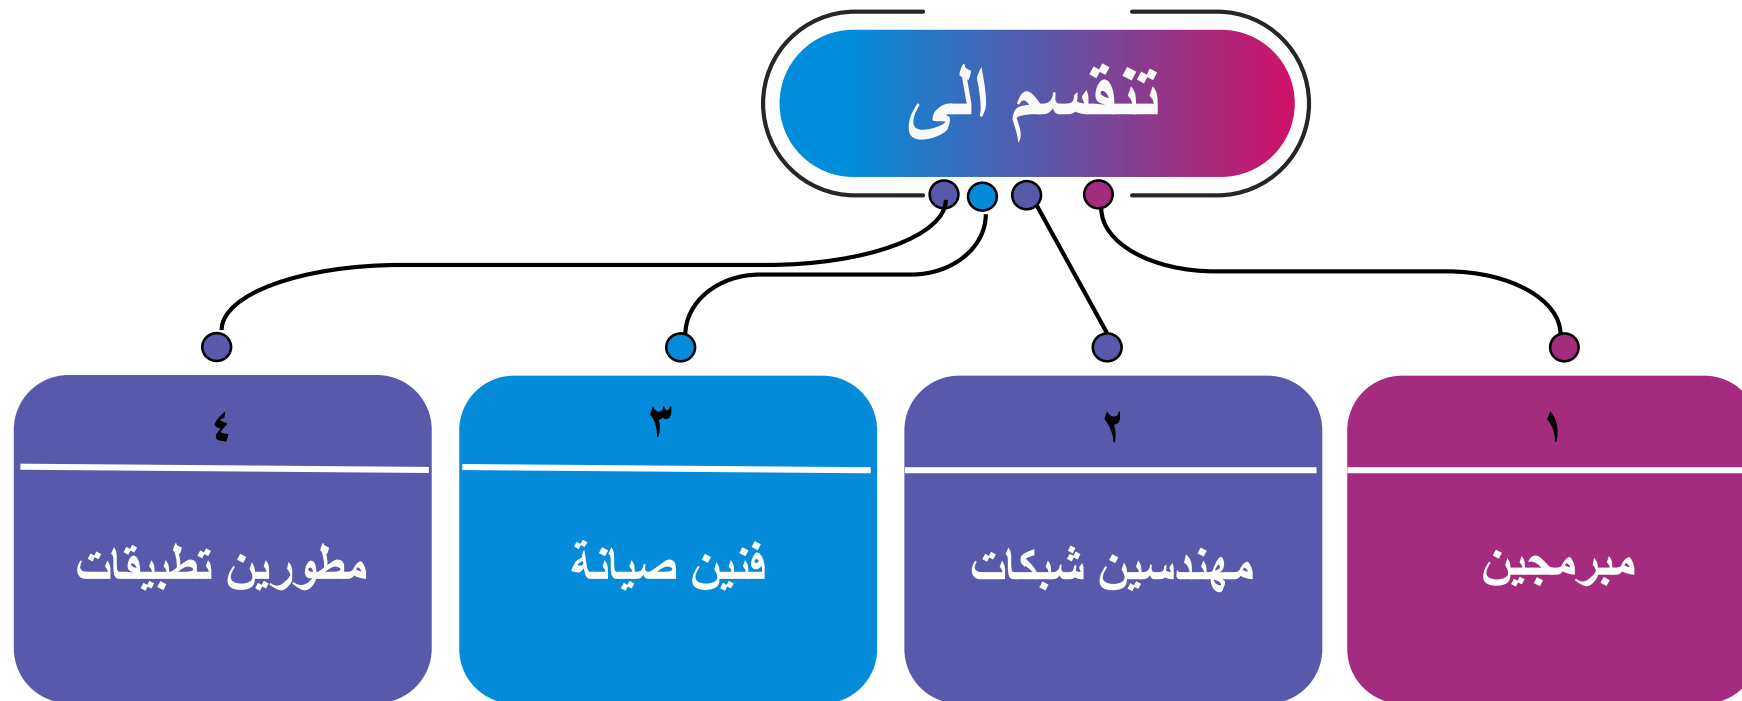 تنقسم الى
١
مبرمجين
٢
مهندسين شبكات
٣
فنين صيانة
٤
مطورين تطبيقات